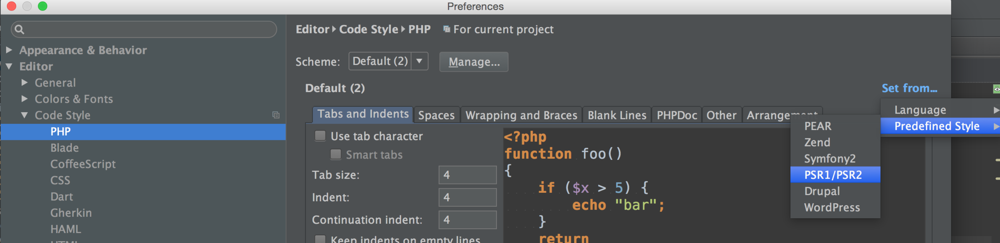 Preferences
Editor Code Style PHP For current project
Appearance & Behavior
Editor
General
Colors & Fonts
Code Style
PHP
Blade
CoffeeScript
CSS
Dart
Gherkin
HAML
HTML
Scheme: Default (2) Manage...
Default (2)
Set from...
Tabs and Indents Spaces Wrapping and Braces Blank Lines PHPDoc Other Arrangement
Use tab character
Smart tabs
Tab size: 4
Indent: 4
Continuation indent: 4
Keep indents on empty lines
<?php
function foo()
{
if ($x > 5) {
echo "bar";
}
return
Language
Predefined Style
PEAR
Zend
Symfony2
PSR1/PSR2
Drupal
WordPress